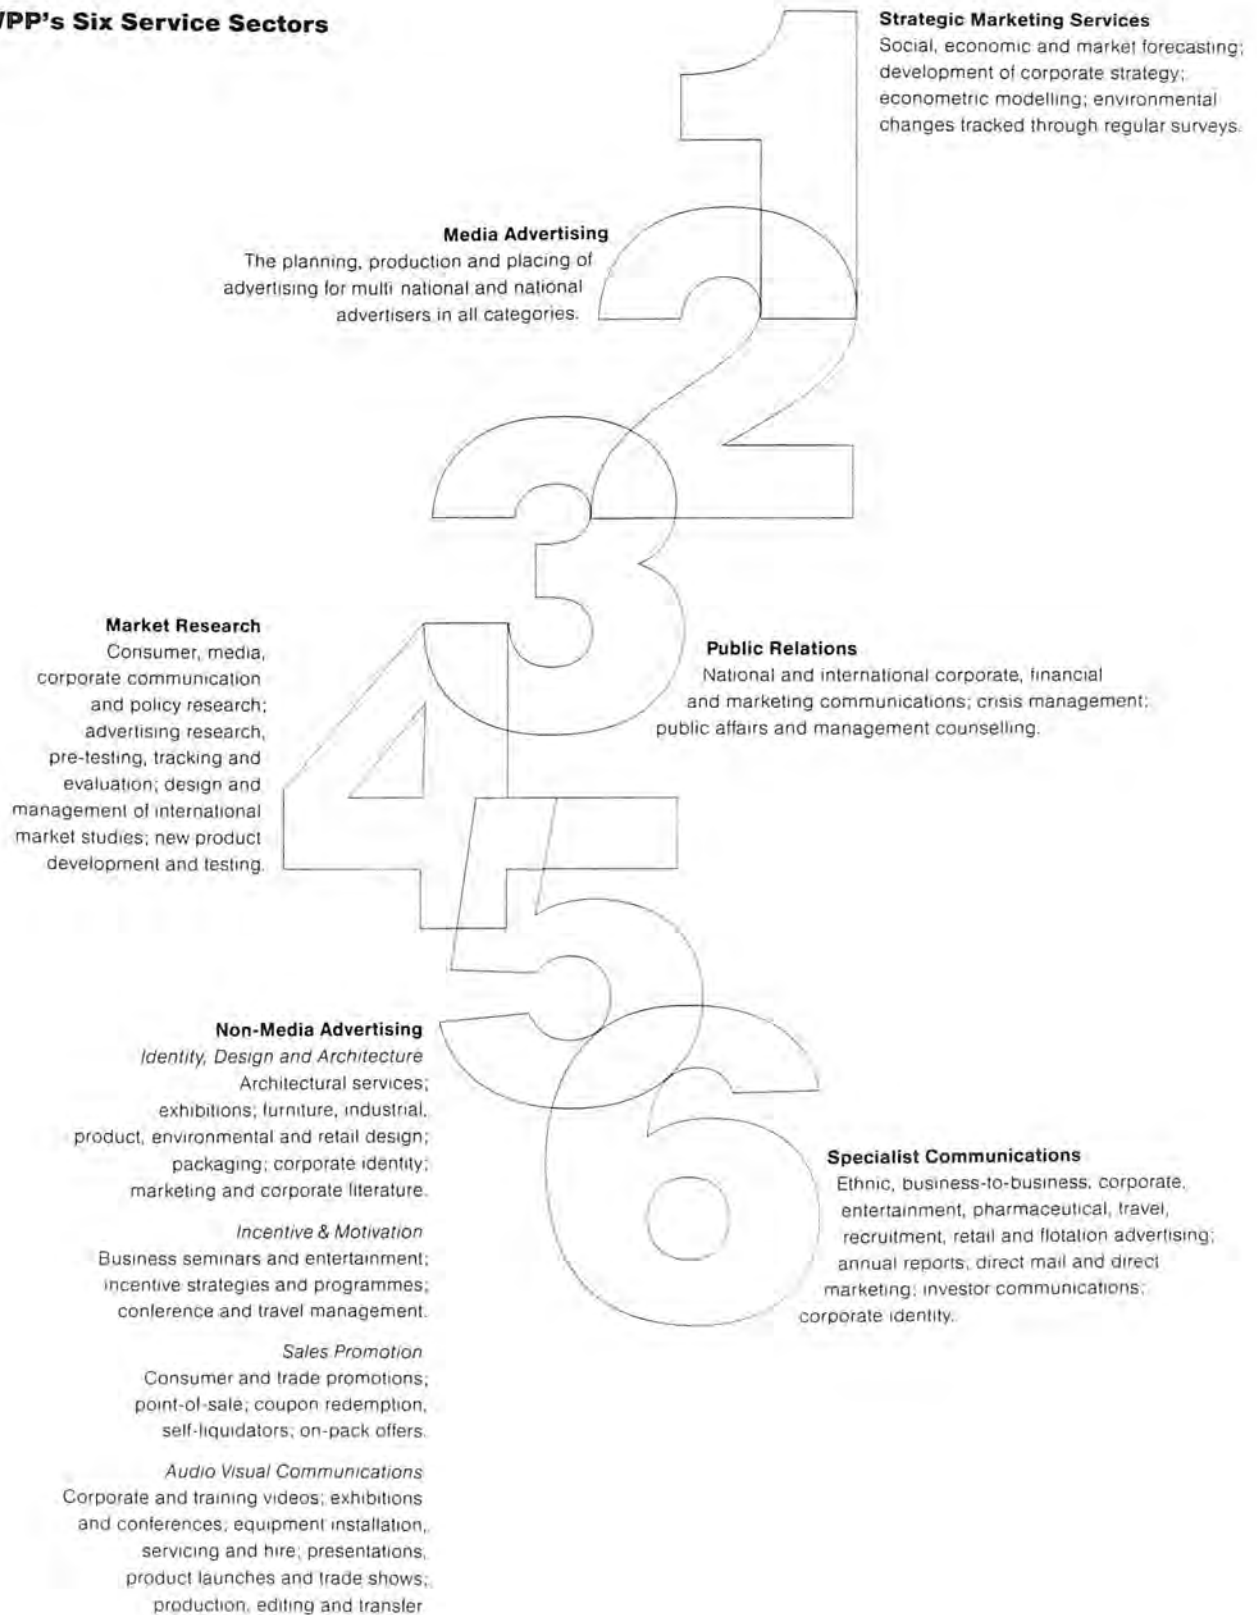 VPP's Six Service Sectors
1
Strategic Marketing Services
Social, economic and market forecasting;
development of corporate strategy;
econometric modelling; environmental
changes tracked through regular surveys.
2
Media Advertising
The planning, production and placing of
advertising for multi national and national
advertisers in all categories.
3
Public Relations
National and international corporate, financial
and marketing communications; crisis management;
public affairs and management counselling.
4
Market Research
Consumer, media,
corporate communication
and policy research;
advertising research,
pre-testing, tracking and
evaluation; design and
management of international
market studies; new product
development and testing.
5
Non-Media Advertising
Identity, Design and Architecture
Architectural services;
exhibitions; furniture, industrial,
product, environmental and retail design;
packaging; corporate identity;
marketing and corporate literature.
Incentive & Motivation
Business seminars and entertainment;
incentive strategies and programmes;
conference and travel management.
Sales Promotion
Consumer and trade promotions;
point-of-sale; coupon redemption,
self-liquidators; on-pack offers.
Audio Visual Communications
Corporate and training videos; exhibitions
and conferences; equipment installation,
servicing and hire; presentations,
product launches and trade shows;
production, editing and transfer
6
Specialist Communications
Ethnic, business-to-business, corporate,
entertainment, pharmaceutical, travel,
recruitment, retail and flotation advertising;
annual reports; direct mail and direct
marketing; investor communications;
corporate identity.